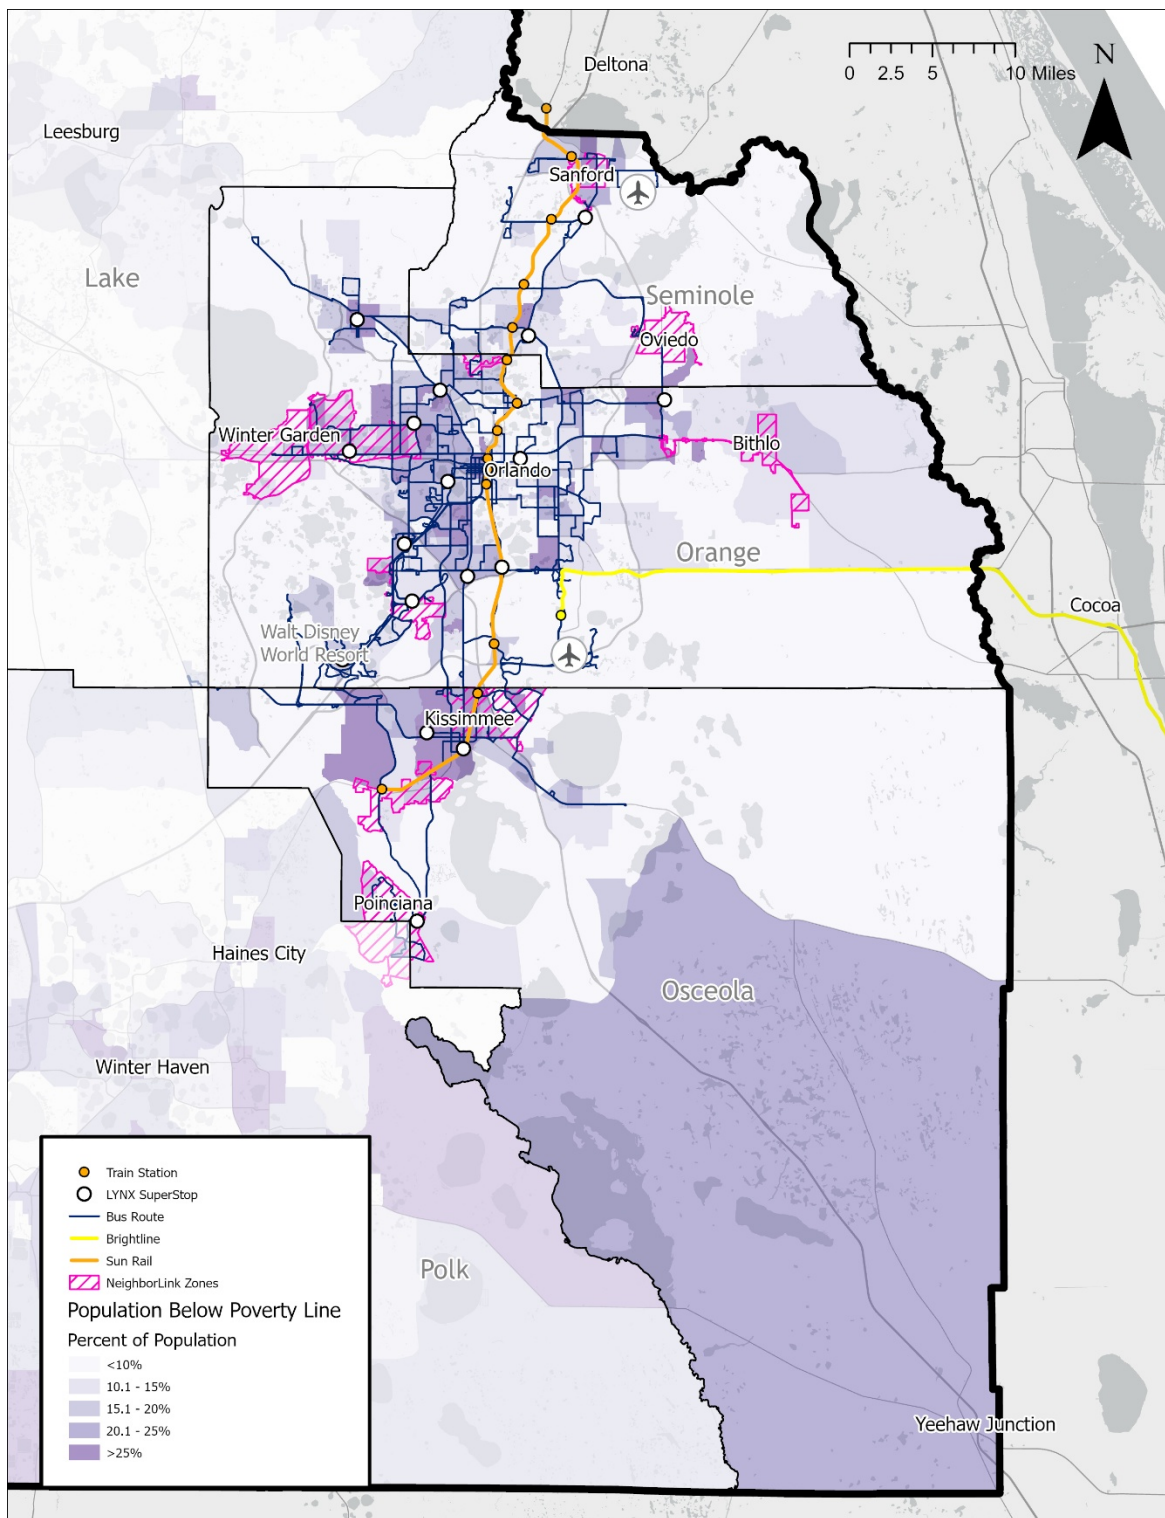 Deltona
N
0 2.5 5 10 Miles
Leesburg
Sanford
Lake
Seminole
Oviedo
Winter Garden
Bithlo
Orlando
Orange
Cocoa
Walt Disney
World Resort
Kissimmee
Poinciana
Haines City
Osceola
Winter Haven
Train Station
LYNX SuperStop
Bus Route
Brightline
Sun Rail
NeighborLink Zones
Polk
Population Below Poverty Line
Percent of Population
<10%
10.1 - 15%
15.1 - 20%
20.1 - 25%
>25%
Yeehaw Junction